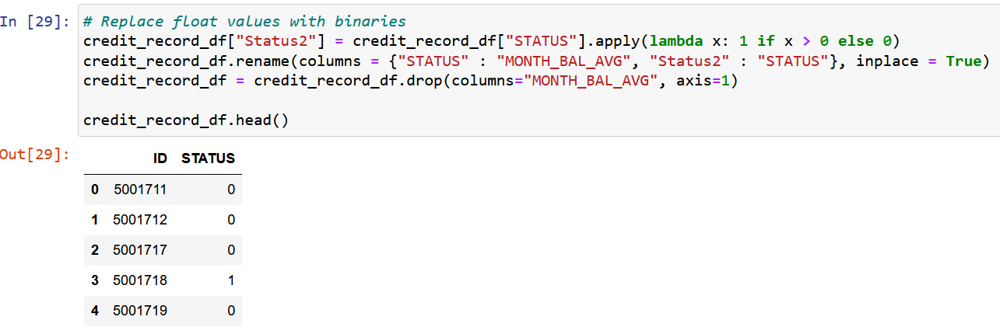 In [29]: # Replace float values with binaries
credit_record_df["Status2"] = credit_record_df["STATUS"].apply(lambda x: 1 if x > 0 else 0)
credit_record_df.rename(columns = {"STATUS" : "MONTH_BAL_AVG", "Status2" : "STATUS"}, inplace = True)
credit_record_df = credit_record_df.drop(columns="MONTH_BAL_AVG", axis=1)
credit_record_df.head()
Out[29]:
ID STATUS
0 5001711 0
1 5001712 0
2 5001717 0
3 5001718 1
4 5001719 0